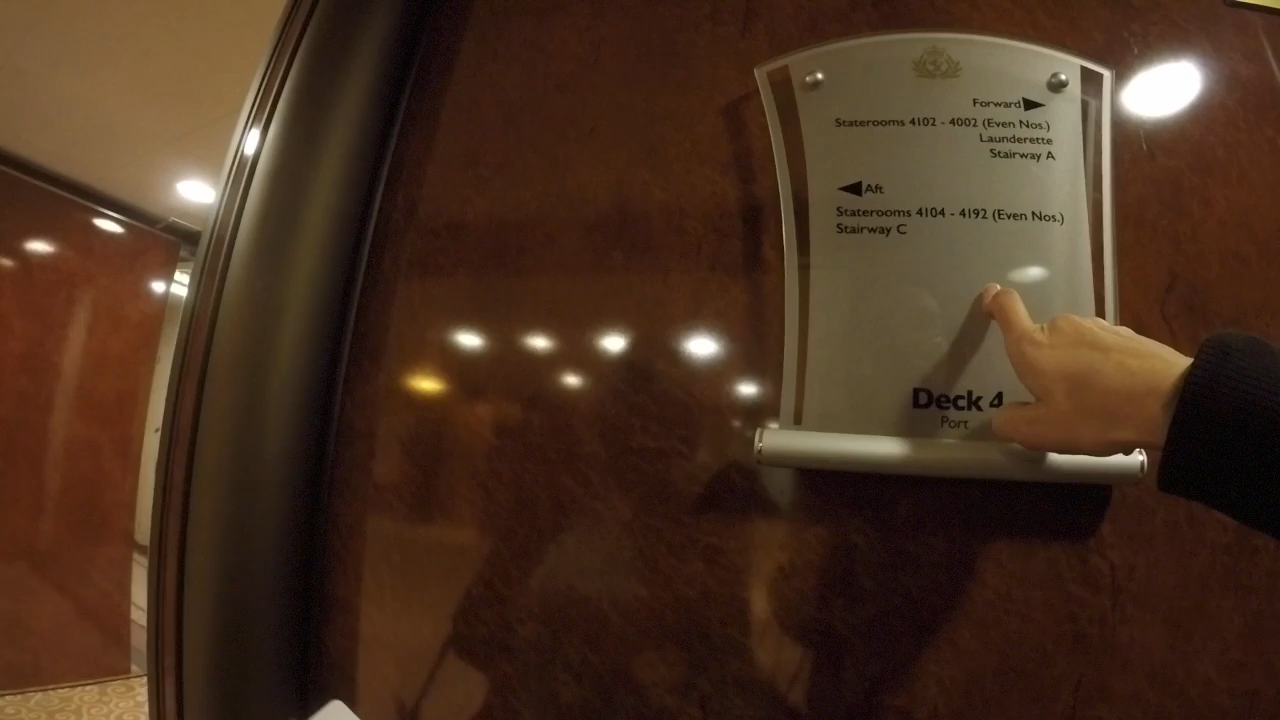 Forward
Staterooms 4102 - 4002 (Even Nos.)
Launderette
Stairway A
Aft
Staterooms 4104 - 4192 (Even Nos.)
Stairway C
Deck 4
Port